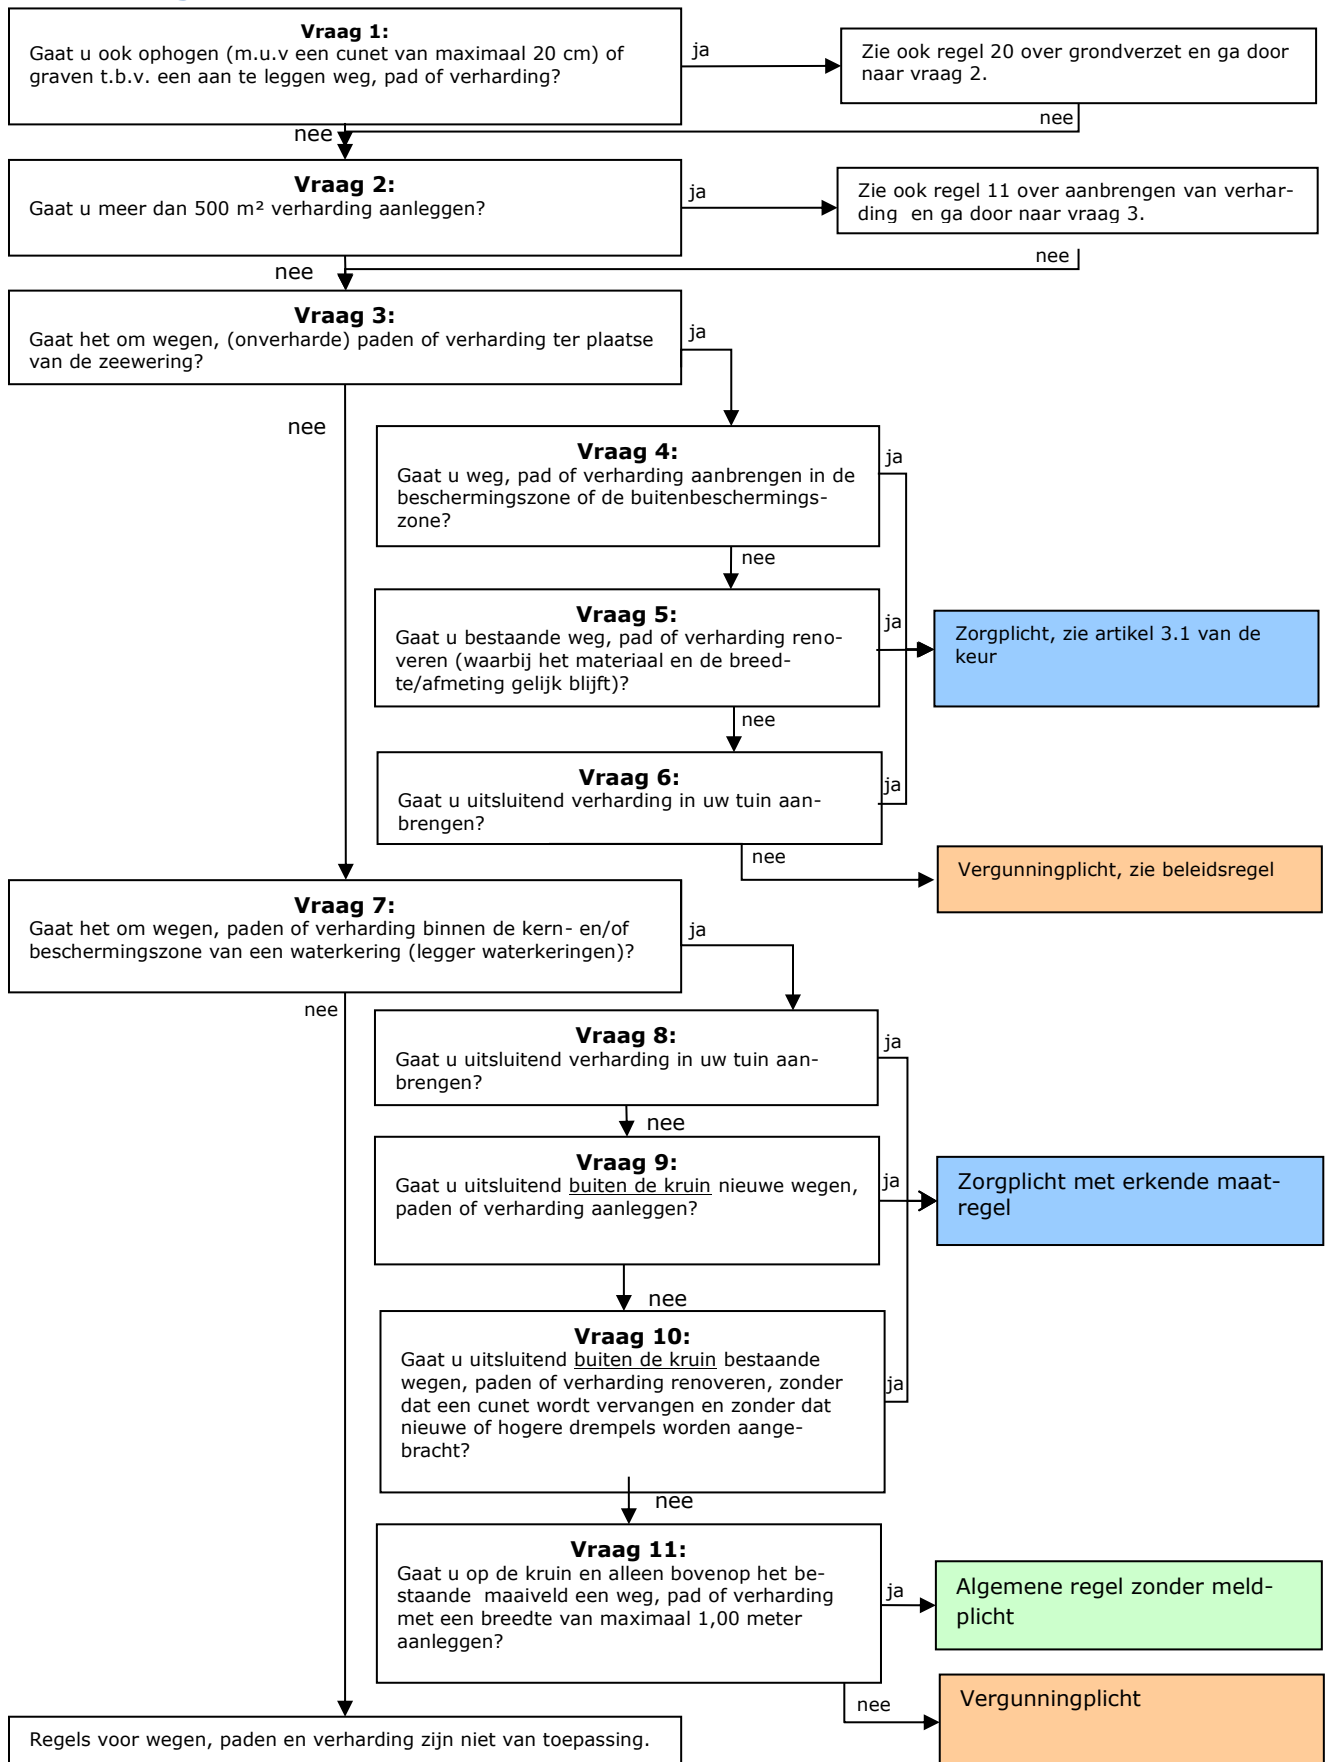 Vraag 1:
Gaat u ook ophogen (m.u.v een cunet van maximaal 20 cm) of
graven t.b.v. een aan te leggen weg, pad of verharding?
ja
Zie ook regel 20 over grondverzet en ga door
naar vraag 2.
nee
nee
Vraag 2:
Gaat u meer dan 500 m² verharding aanleggen?
ja
Zie ook regel 11 over aanbrengen van verhar-
ding en ga door naar vraag 3.
nee
nee
Vraag 3:
Gaat het om wegen, (onverharde) paden of verharding ter plaatse
van de zeewering?
ja
nee
Vraag 4:
Gaat u weg, pad of verharding aanbrengen in de
beschermingszone of de buitenbeschermings-
zone?
ja
nee
Vraag 5:
Gaat u bestaande weg, pad of verharding reno-
veren (waarbij het materiaal en de breed-
te/afmeting gelijk blijft)?
ja
Zorgplicht, zie artikel 3.1 van de
keur
nee
Vraag 6:
Gaat u uitsluitend verharding in uw tuin aan-
brengen?
ja
nee
Vergunningplicht, zie beleidsregel
Vraag 7:
Gaat het om wegen, paden of verharding binnen de kern- en/of
beschermingszone van een waterkering (legger waterkeringen)?
ja
nee
Vraag 8:
Gaat u uitsluitend verharding in uw tuin aan-
brengen?
ja
nee
Vraag 9:
Gaat u uitsluitend buiten de kruin nieuwe wegen,
paden of verharding aanleggen?
ja
Zorgplicht met erkende maat-
regel
nee
Vraag 10:
Gaat u uitsluitend buiten de kruin bestaande
wegen, paden of verharding renoveren, zonder
dat een cunet wordt vervangen en zonder dat
nieuwe of hogere drempels worden aange-
bracht?
ja
nee
Vraag 11:
Gaat u op de kruin en alleen bovenop het be-
staande maaiveld een weg, pad of verharding
met een breedte van maximaal 1,00 meter
aanleggen?
ja
Algemene regel zonder meld-
plicht
nee
Vergunningplicht
Regels voor wegen, paden en verharding zijn niet van toepassing.